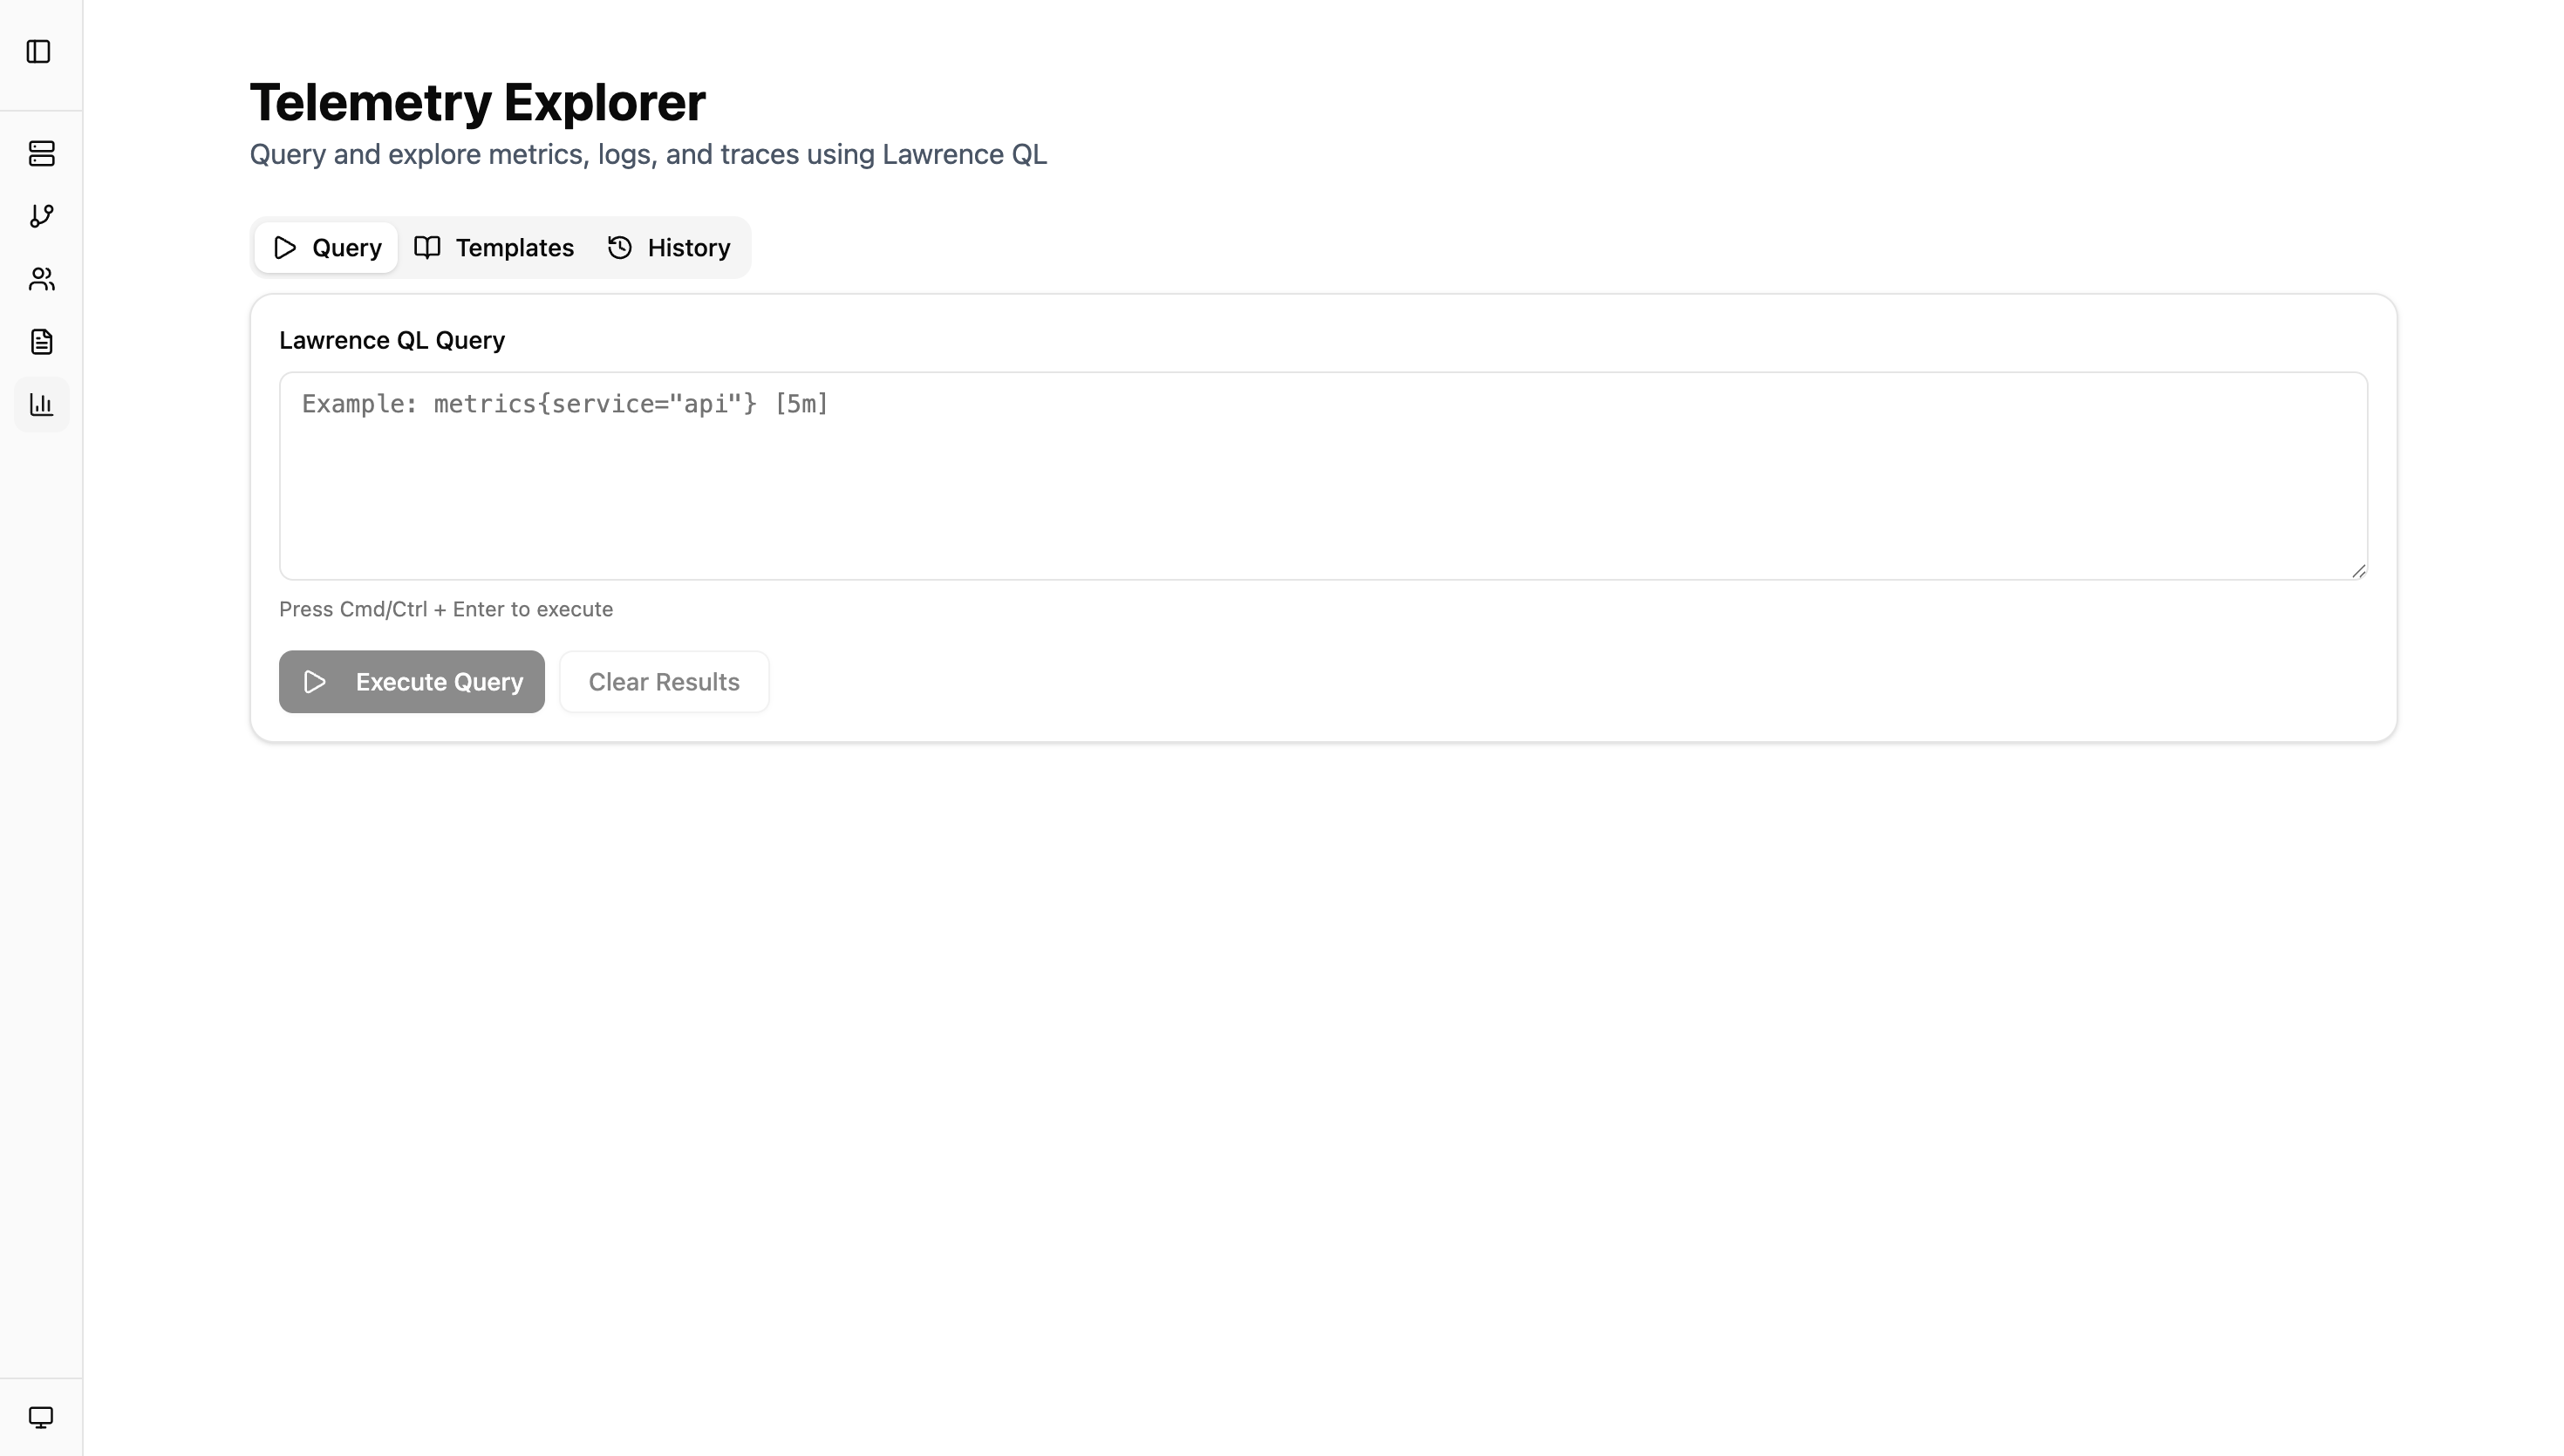 Telemetry Explorer
Query and explore metrics, logs, and traces using Lawrence QL
Query Templates History
Lawrence QL Query
Example: metrics{service="api"} [5m]
Press Cmd/Ctrl + Enter to execute
Execute Query Clear Results